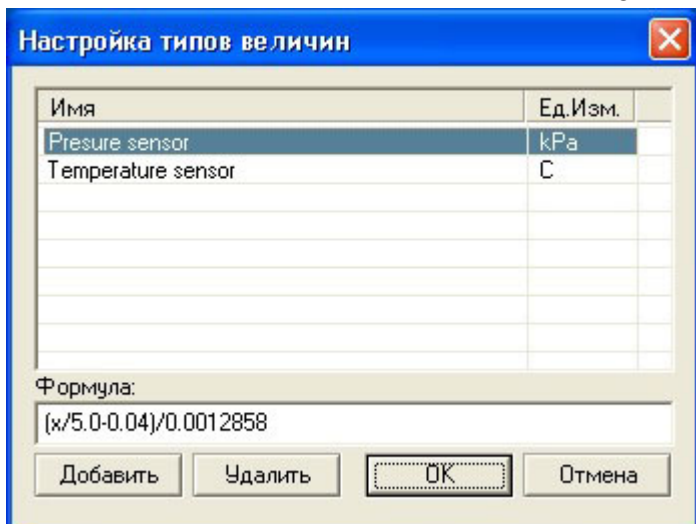 Настройка типов величин
Имя Ед.Изм.
Presure sensor kPa
Temperature sensor C
Формула:
(x/5.0-0.04)/0.0012858
Добавить Удалить OK Отмена